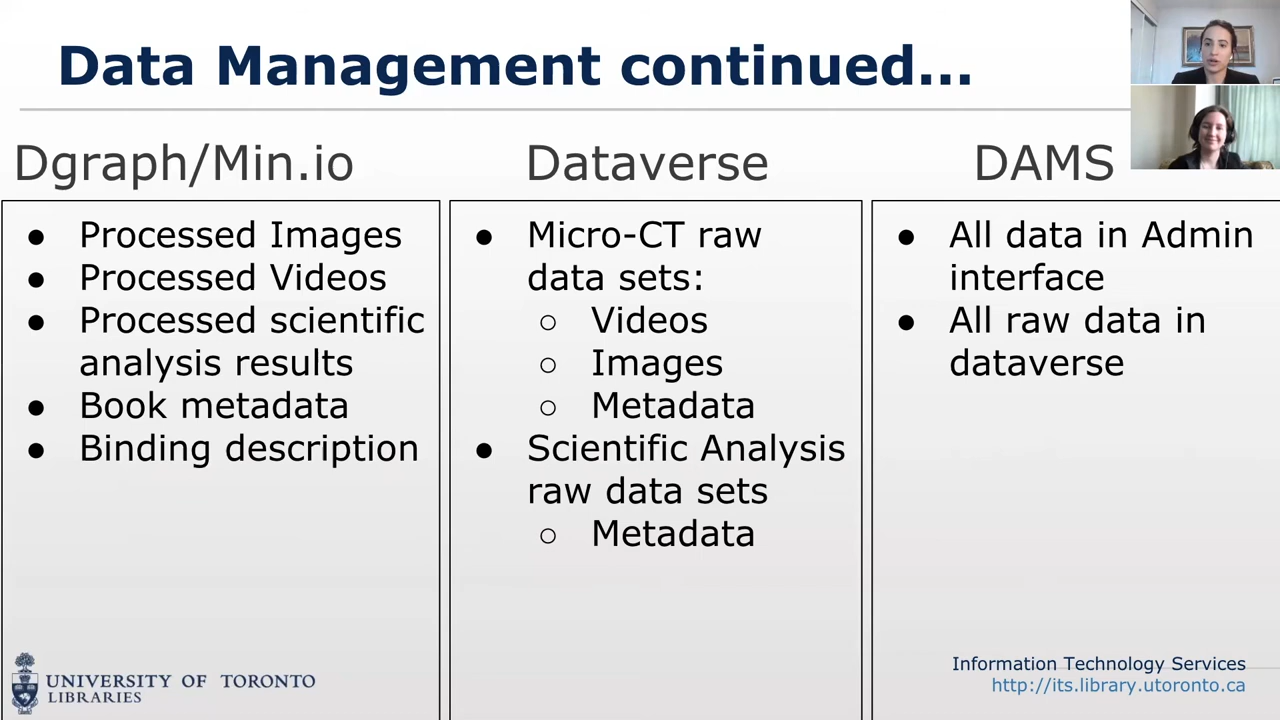 Data Management continued...
Dgraph/Min.io
● Processed Images
● Processed Videos
● Processed scientific
analysis results
● Book metadata
● Binding description
Dataverse
● Micro-CT raw
data sets:
○ Videos
○ Images
○ Metadata
● Scientific Analysis
raw data sets
○ Metadata
DAMS
● All data in Admin
interface
● All raw data in
dataverse
UNIVERSITY OF TORONTO
LIBRARIES
Information Technology Services
http://its.library.utoronto.ca